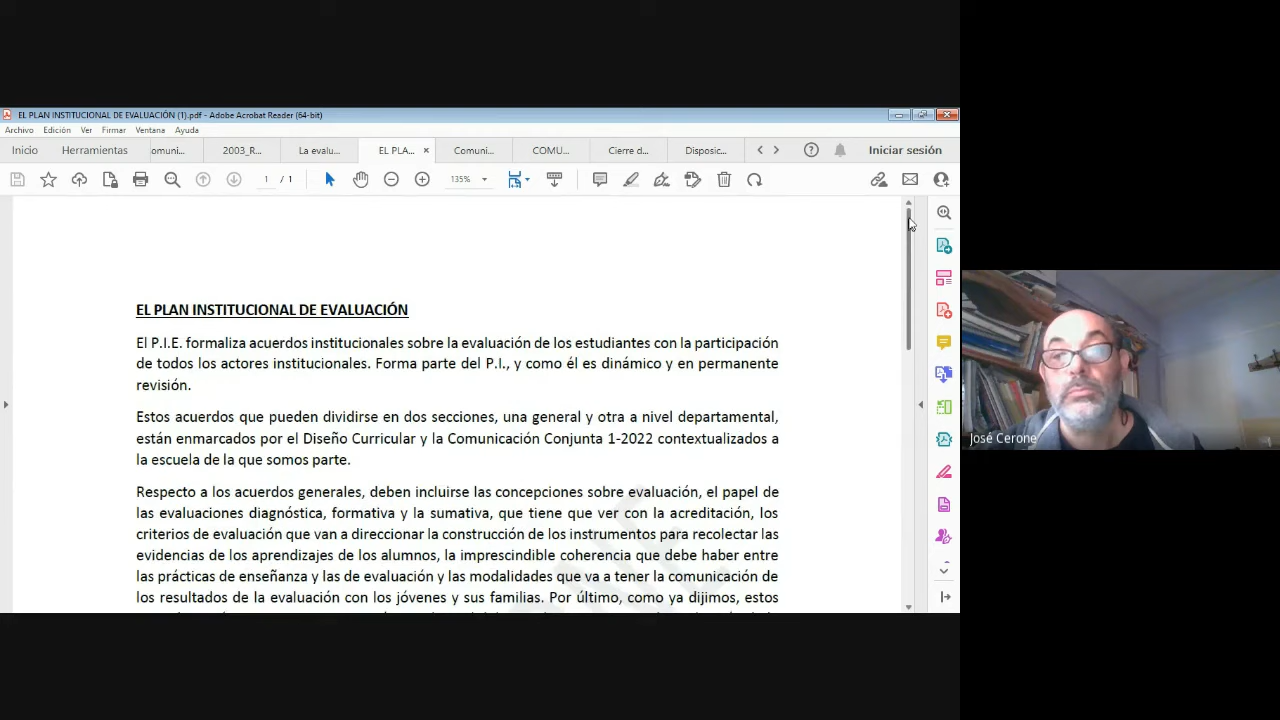 EL PLAN INSTITUCIONAL DE EVALUACIÓN (1).pdf - Adobe Acrobat Reader (64-bit)
Archivo Edición Ver Firmar Ventana Ayuda
Inicio Herramientas omuni... 2003_R... La evalu... EL PLA... Comuni... COMU... Cierre d... Disposic... Iniciar sesión
1 / 1 135%
EL PLAN INSTITUCIONAL DE EVALUACIÓN
El P.I.E. formaliza acuerdos institucionales sobre la evaluación de los estudiantes con la participación
de todos los actores institucionales. Forma parte del P.I., y como él es dinámico y en permanente
revisión.
Estos acuerdos que pueden dividirse en dos secciones, una general y otra a nivel departamental,
están enmarcados por el Diseño Curricular y la Comunicación Conjunta 1-2022 contextualizados a
la escuela de la que somos parte.
Respecto a los acuerdos generales, deben incluirse las concepciones sobre evaluación, el papel de
las evaluaciones diagnóstica, formativa y la sumativa, que tiene que ver con la acreditación, los
criterios de evaluación que van a direccionar la construcción de los instrumentos para recolectar las
evidencias de los aprendizajes de los alumnos, la imprescindible coherencia que debe haber entre
las prácticas de enseñanza y las de evaluación y las modalidades que va a tener la comunicación de
los resultados de la evaluación con los jóvenes y sus familias. Por último, como ya dijimos, estos
José Cerone